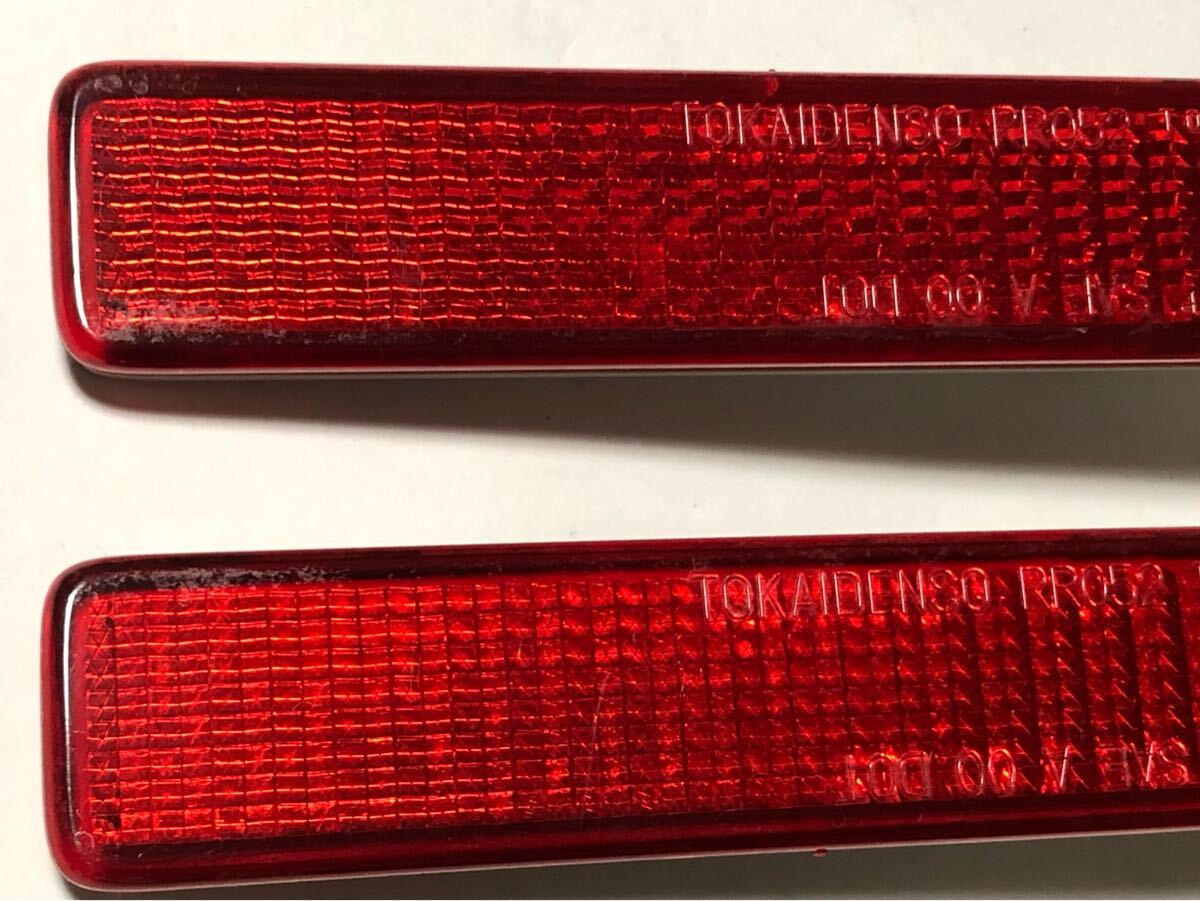 TOKAIDENSO RR052
SAE A 00 DOT
TOKAIDENSO RR052
SAE A 00 DOT